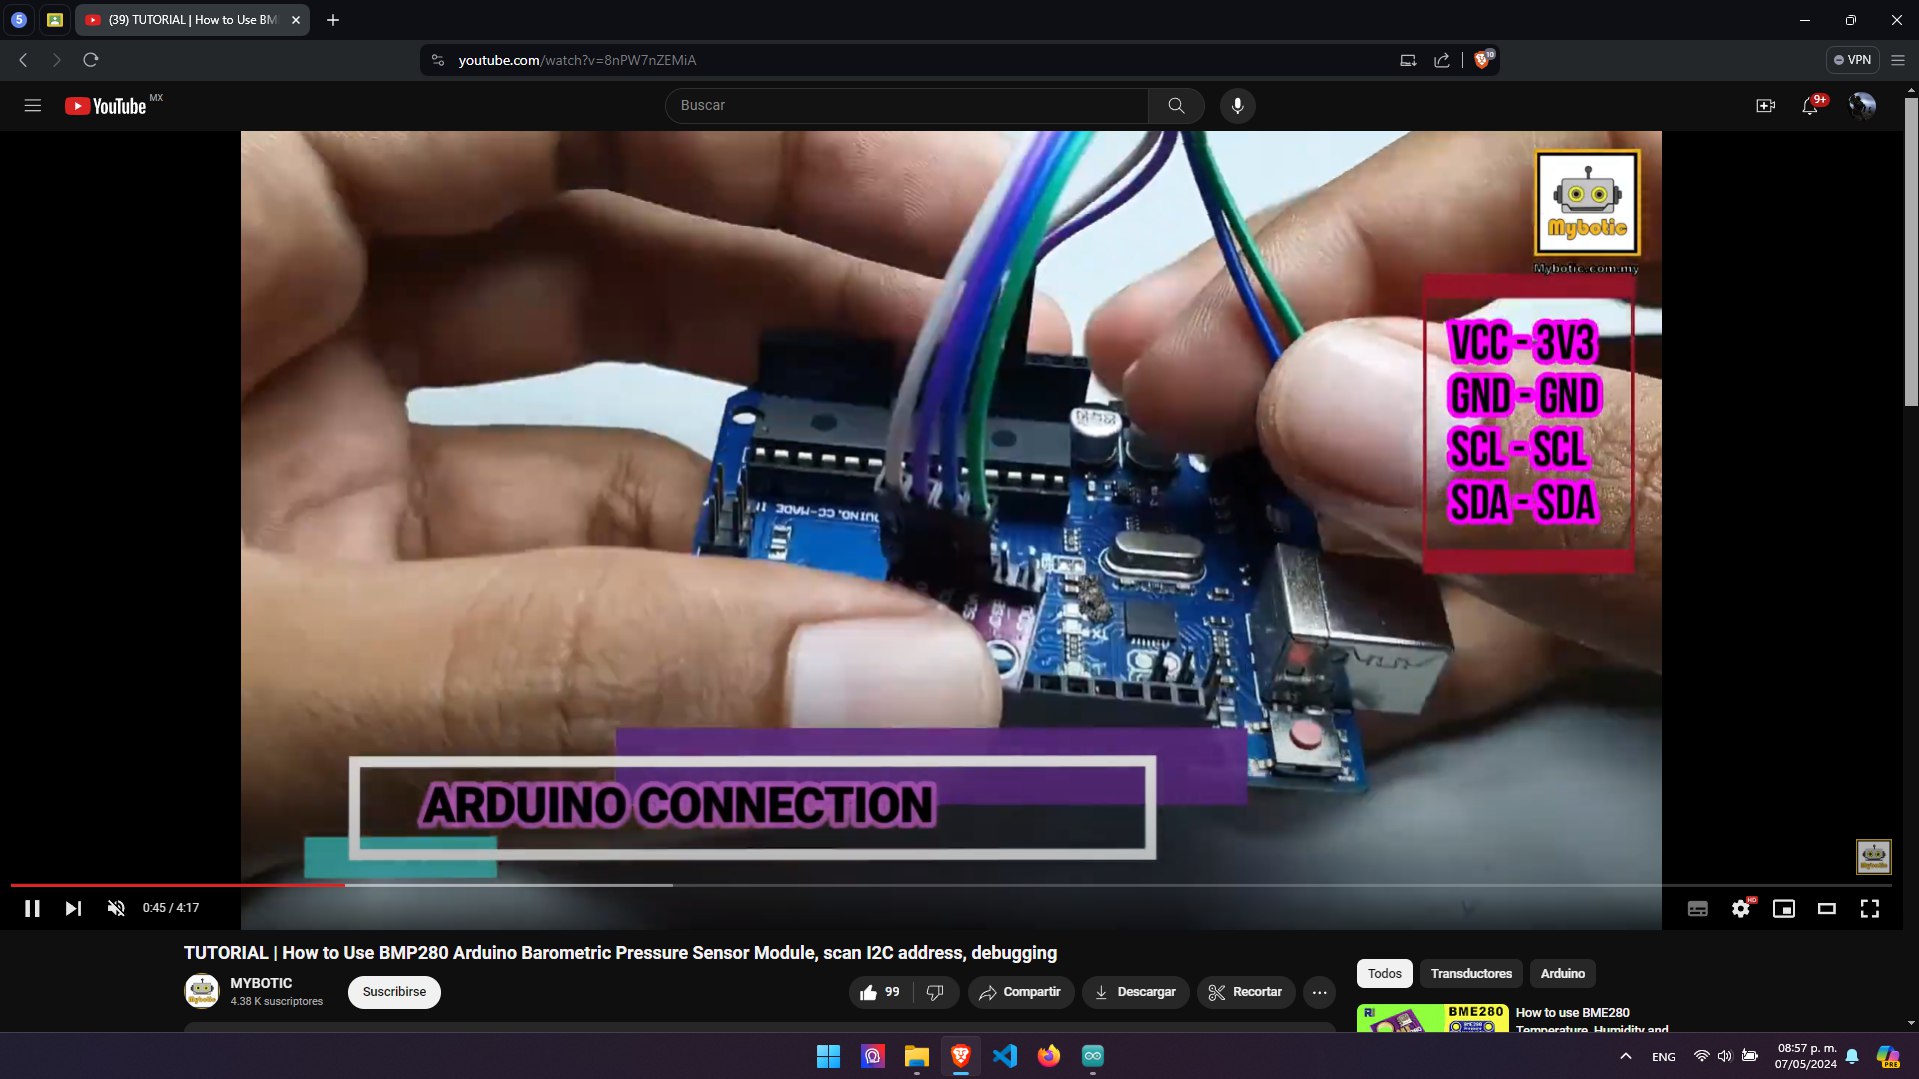 5
(39) TUTORIAL | How to Use BM
youtube.com/watch?v=8nPW7nZEMiA
10
VPN
YouTube MX
Buscar
9+
Mybotic
Mybotic.com.my
VCC - 3V3
GND - GND
SCL - SCL
SDA - SDA
ARDUINO CONNECTION
0:45 / 4:17
HD
TUTORIAL | How to Use BMP280 Arduino Barometric Pressure Sensor Module, scan I2C address, debugging
MYBOTIC
4.38 K suscriptores
Suscribirse
99
Compartir
Descargar
Recortar
Todos
Transductores
Arduino
BME280
How to use BME280
Temperature, Humidity and
ENG
08:57 p. m.
07/05/2024
PRE